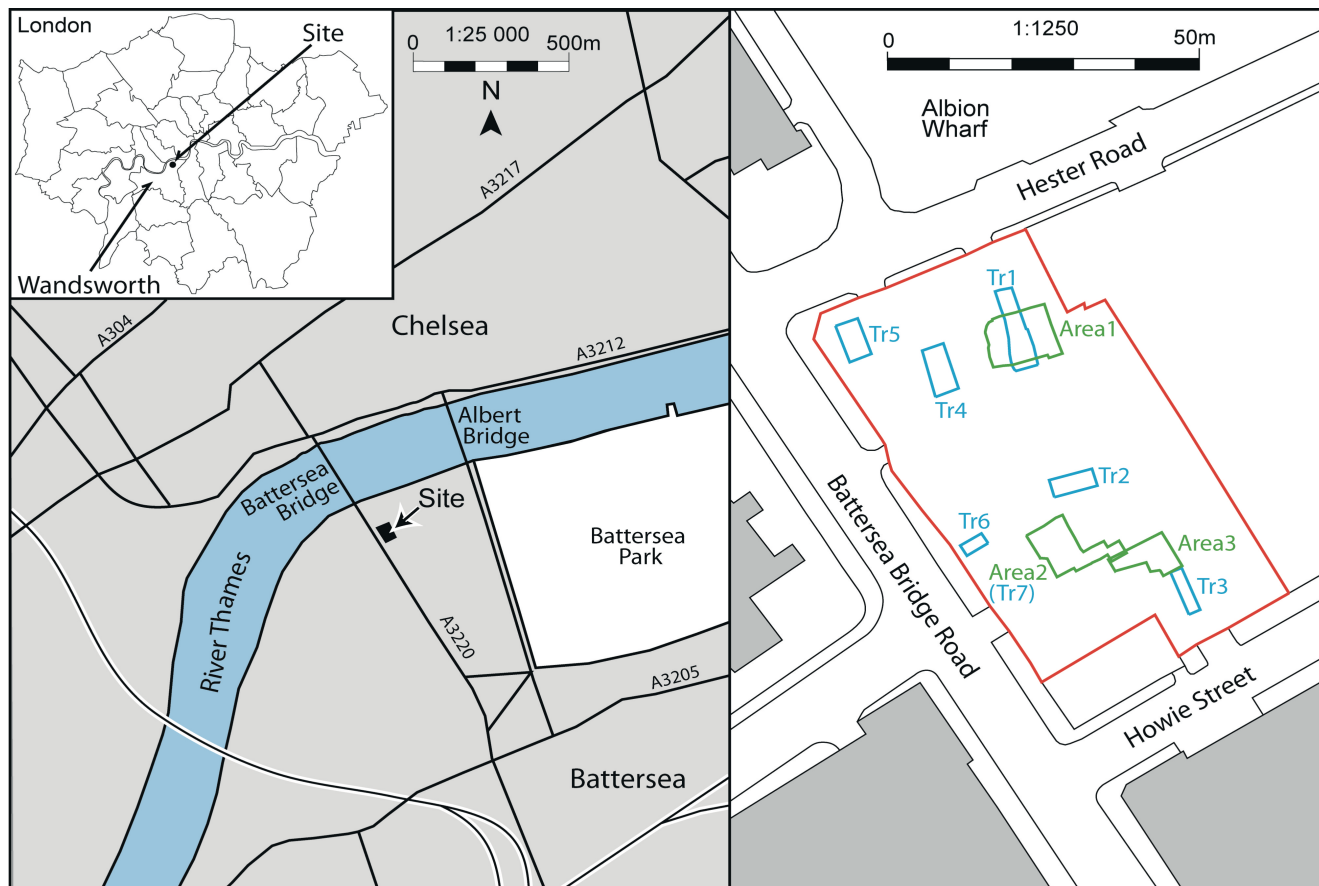 London
Site
Wandsworth
1:25 000
0
500m
N
A3217
A304
Chelsea
A3212
Albert
Bridge
Battersea
Bridge
Site
Battersea
Park
River Thames
A3220
A3205
Battersea
1:1250
0
50m
Albion
Wharf
Hester Road
Tr1
Tr5
Area1
Tr4
Tr2
Tr6
Area3
Area2
(Tr7)
Tr3
Battersea Bridge Road
Howie Street